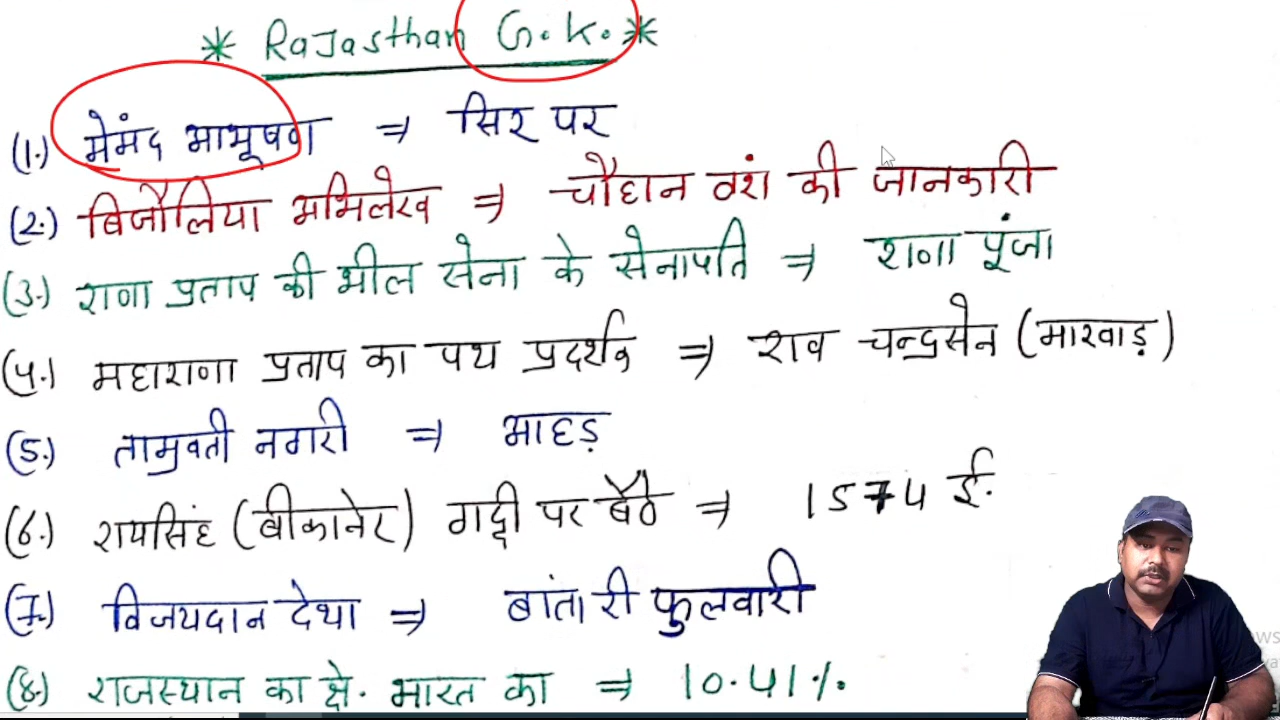 * Rajasthan G.K. *
(1.) मेमंद आभूषण ⇒ सिर पर
(2.) बिजौलिया अभिलेख ⇒ चौहान वंश की जानकारी
(3.) राणा प्रताप की भील सेना के सेनापति ⇒ राणा पूंजा
(4.) महाराणा प्रताप का पथ प्रदर्शक ⇒ राव चन्द्रसेन (मारवाड़)
(5.) ताम्रवती नगरी ⇒ आहड़
(6.) रायसिंह (बीकानेर) गद्दी पर बैठे ⇒ 1574 ई.
(7.) विजयदान देथा ⇒ बांता री फुलवारी
(8.) राजस्थान का क्षे. भारत का ⇒ 10.41%